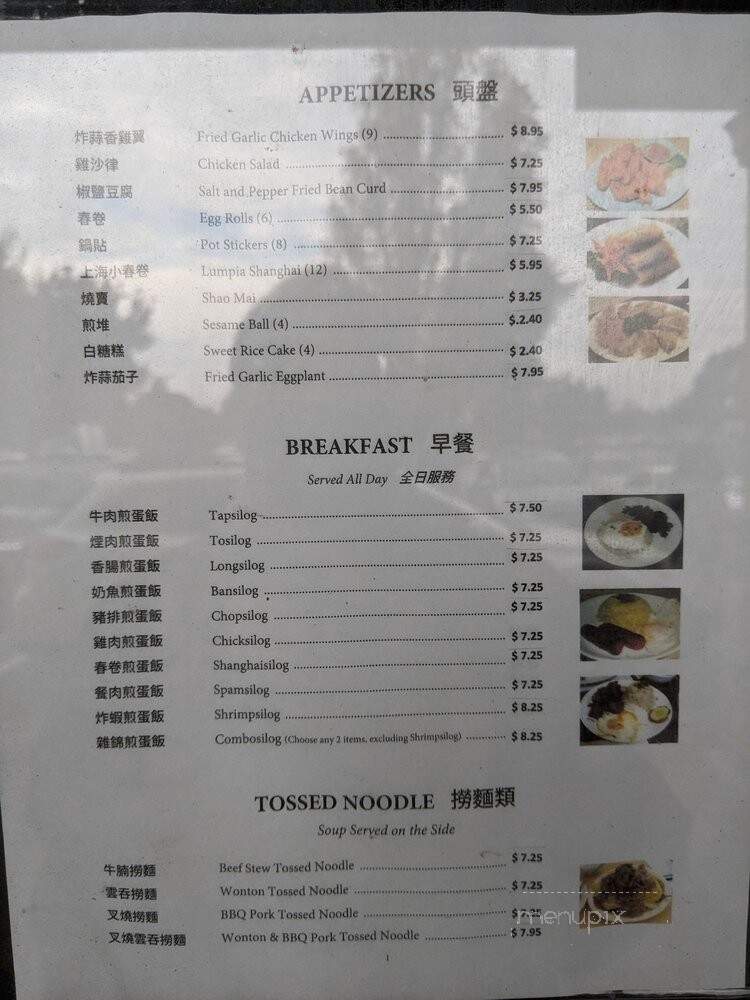 APPETIZERS 頭盤
炸蒜香雞翼 Fried Garlic Chicken Wings (9) $ 8.95
雞沙律 Chicken Salad $ 7.25
椒鹽豆腐 Salt and Pepper Fried Bean Curd $ 7.95
春卷 Egg Rolls (6) $ 5.50
鍋貼 Pot Stickers (8) $ 7.25
上海小春卷 Lumpia Shanghai (12) $ 5.95
燒賣 Shao Mai $ 3.25
煎堆 Sesame Ball (4) $.2.40
白糖糕 Sweet Rice Cake (4) $ 2.40
炸蒜茄子 Fried Garlic Eggplant $ 7.95
BREAKFAST 早餐
Served All Day 全日服務
牛肉煎蛋飯 Tapsilog $ 7.50
煙肉煎蛋飯 Tosilog $ 7.25
香腸煎蛋飯 Longsilog $ 7.25
奶魚煎蛋飯 Bansilog $ 7.25
豬排煎蛋飯 Chopsilog $ 7.25
雞肉煎蛋飯 Chicksilog $ 7.25
春卷煎蛋飯 Shanghaisilog $ 7.25
餐肉煎蛋飯 Spamsilog $ 7.25
炸蝦煎蛋飯 Shrimpsilog $ 8.25
雜錦煎蛋飯 Combosilog (Choose any 2 items, excluding Shrimpsilog) $ 8.25
TOSSED NOODLE 撈麵類
Soup Served on the Side
牛腩撈麵 Beef Stew Tossed Noodle $ 7.25
雲吞撈麵 Wonton Tossed Noodle $ 7.25
叉燒撈麵 BBQ Pork Tossed Noodle
叉燒雲吞撈麵 Wonton & BBQ Pork Tossed Noodle $ 7.95
menupix
1